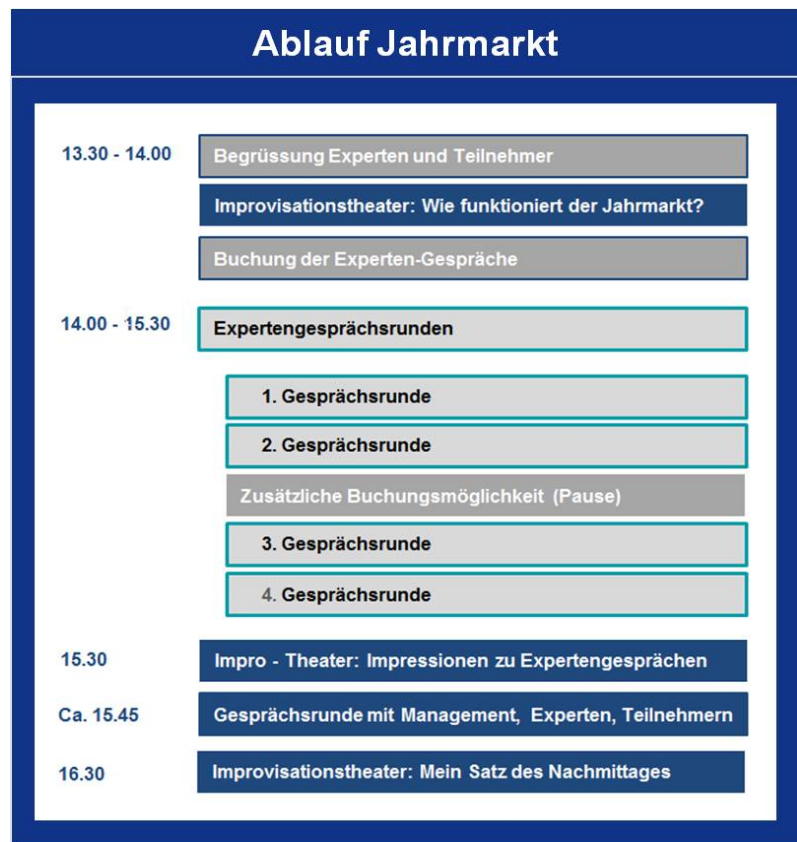 Ablauf Jahrmarkt
13.30 - 14.00
Begrüssung Experten und Teilnehmer
Improvisationstheater: Wie funktioniert der Jahrmarkt?
Buchung der Experten-Gespräche
14.00 - 15.30
Expertengesprächsrunden
1. Gesprächsrunde
2. Gesprächsrunde
Zusätzliche Buchungsmöglichkeit (Pause)
3. Gesprächsrunde
4. Gesprächsrunde
15.30
Impro - Theater: Impressionen zu Expertengesprächen
Ca. 15.45
Gesprächsrunde mit Management, Experten, Teilnehmern
16.30
Improvisationstheater: Mein Satz des Nachmittages